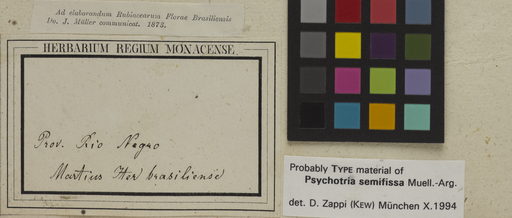 Ad elaborandum Rubiacearum Florae Brasiliensis
Dr. J. Müller communicat. 1873.
HERBARIUM REGIUM MONACENSE.
Prov. Rio Negro
Martius Iter brasiliense
Probably TYPE material of
Psychotria semifissa Muell.-Arg.
det. D. Zappi (KEW) München X.1994